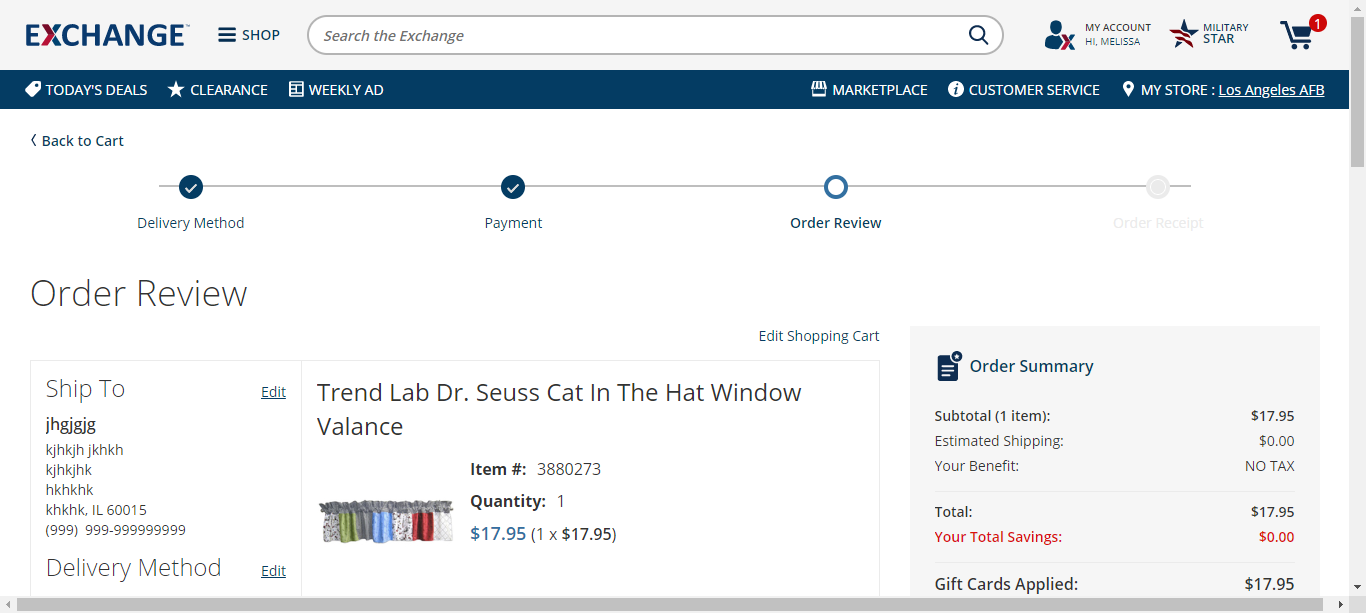 EXCHANGE
SHOP
Search the Exchange
MY ACCOUNT
HI, MELISSA
MILITARY
STAR
1
TODAY'S DEALS
CLEARANCE
WEEKLY AD
MARKETPLACE
CUSTOMER SERVICE
MY STORE : Los Angeles AFB
Back to Cart
Delivery Method
Payment
Order Review
Order Receipt
Order Review
Edit Shopping Cart
Ship To
Edit
jhgjgjg
kjhkjh jkhkh
kjhkjhk
hkhkhk
khkhk, IL 60015
(999) 999-999999999
Delivery Method
Edit
Trend Lab Dr. Seuss Cat In The Hat Window
Valance
Item #: 3880273
Quantity: 1
$17.95 (1 x $17.95)
Order Summary
Subtotal (1 item): $17.95
Estimated Shipping: $0.00
Your Benefit: NO TAX
Total: $17.95
Your Total Savings: $0.00
Gift Cards Applied: $17.95